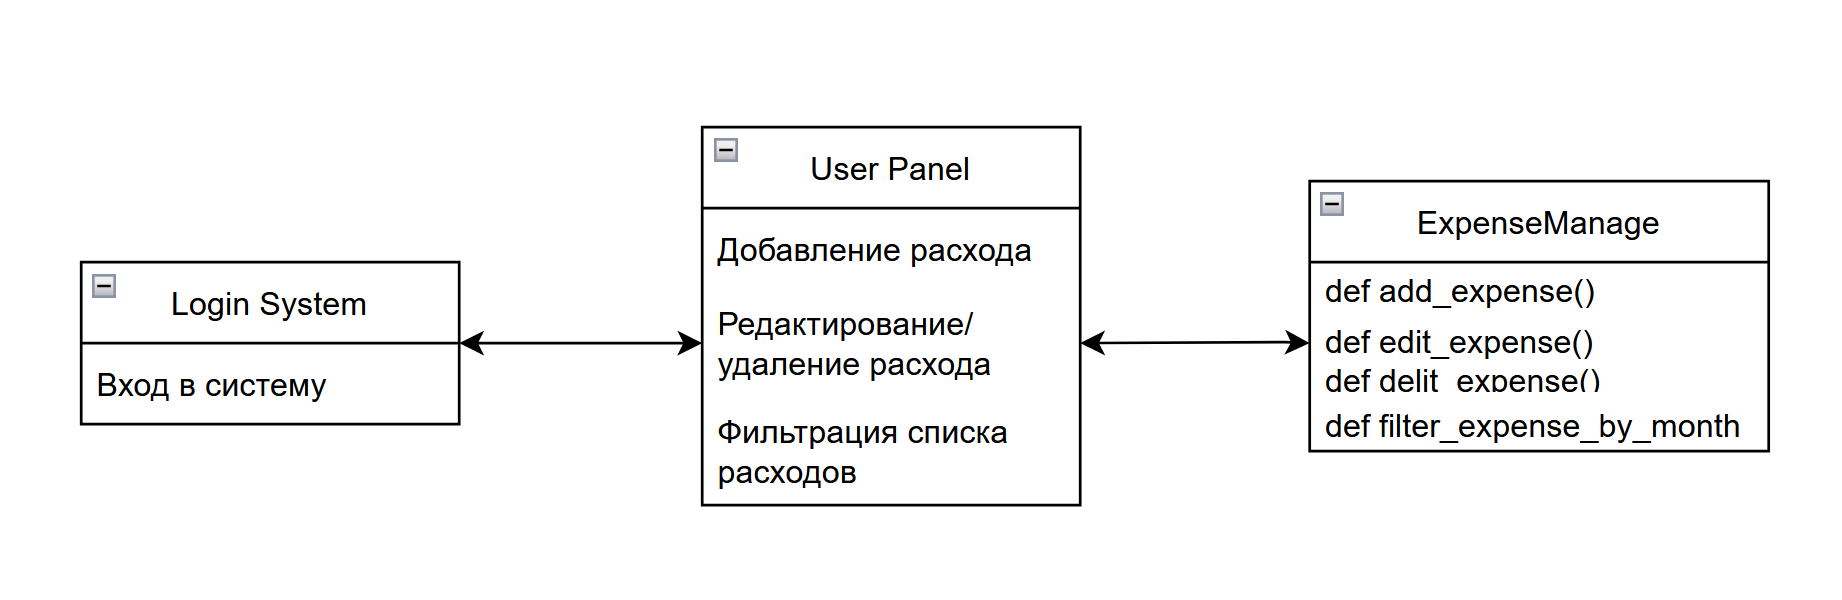 Login System
Вход в систему
User Panel
Добавление расхода
Редактирование/
удаление расхода
Фильтрация списка
расходов
ExpenseManage
def add_expense()
def edit_expense()
def delit_expense()
def filter_expense_by_month